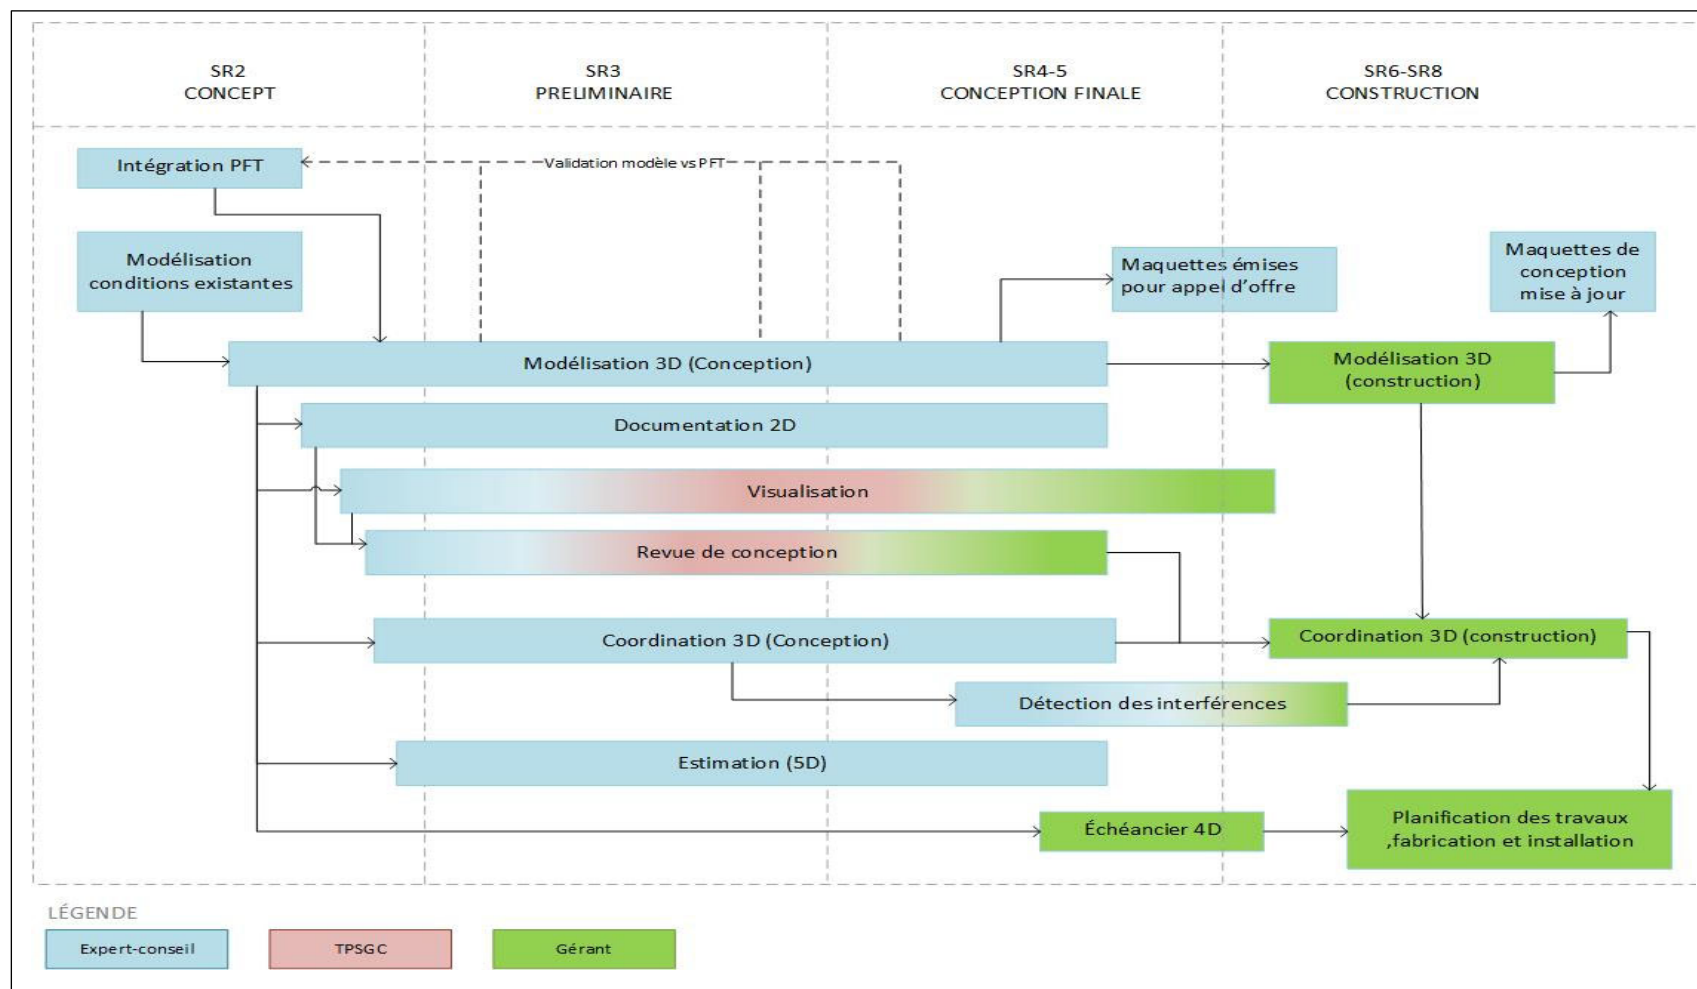 SR2
CONCEPT
SR3
PRELIMINAIRE
SR4-5
CONCEPTION FINALE
SR6-SR8
CONSTRUCTION
Intégration PFT
Validation modèle vs PFT
Modélisation
conditions existantes
Maquettes émises
pour appel d’offre
Maquettes de
conception
mise à jour
Modélisation 3D (Conception)
Modélisation 3D
(construction)
Documentation 2D
Visualisation
Revue de conception
Coordination 3D (Conception)
Coordination 3D (construction)
Détection des interférences
Estimation (5D)
Échéancier 4D
Planification des travaux
,fabrication et installation
LÉGENDE
Expert-conseil
TPSGC
Gérant